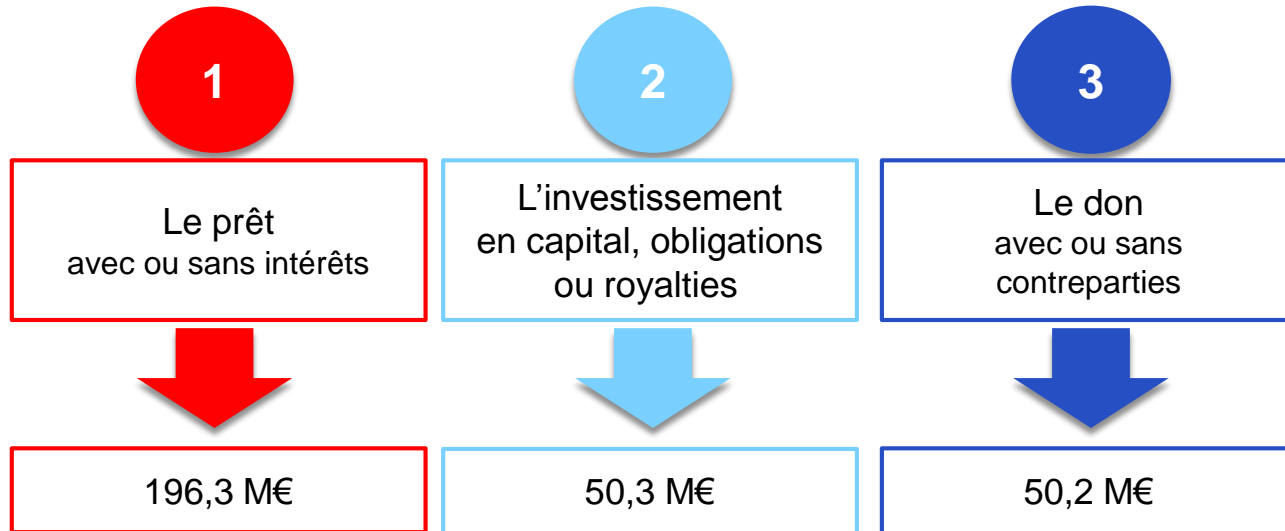 1
2
3
Le prêt
avec ou sans intérêts
L’investissement
en capital, obligations
ou royalties
Le don
avec ou sans
contreparties
196,3 M€
50,3 M€
50,2 M€